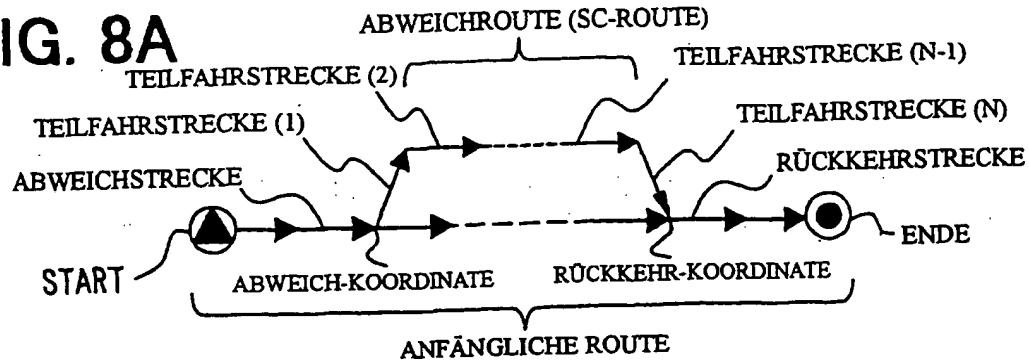 IG. 8A
ABWEICHROUTE (SC-ROUTE)
TEILFAHRSTRECKE (2)
TEILFAHRSTRECKE (N-1)
TEILFAHRSTRECKE (1)
TEILFAHRSTRECKE (N)
ABWEICHSTRECKE
RÜCKKEHRSTRECKE
START
ENDE
ABWEICH-KOORDINATE
RÜCKKEHR-KOORDINATE
ANFÄNGLICHE ROUTE